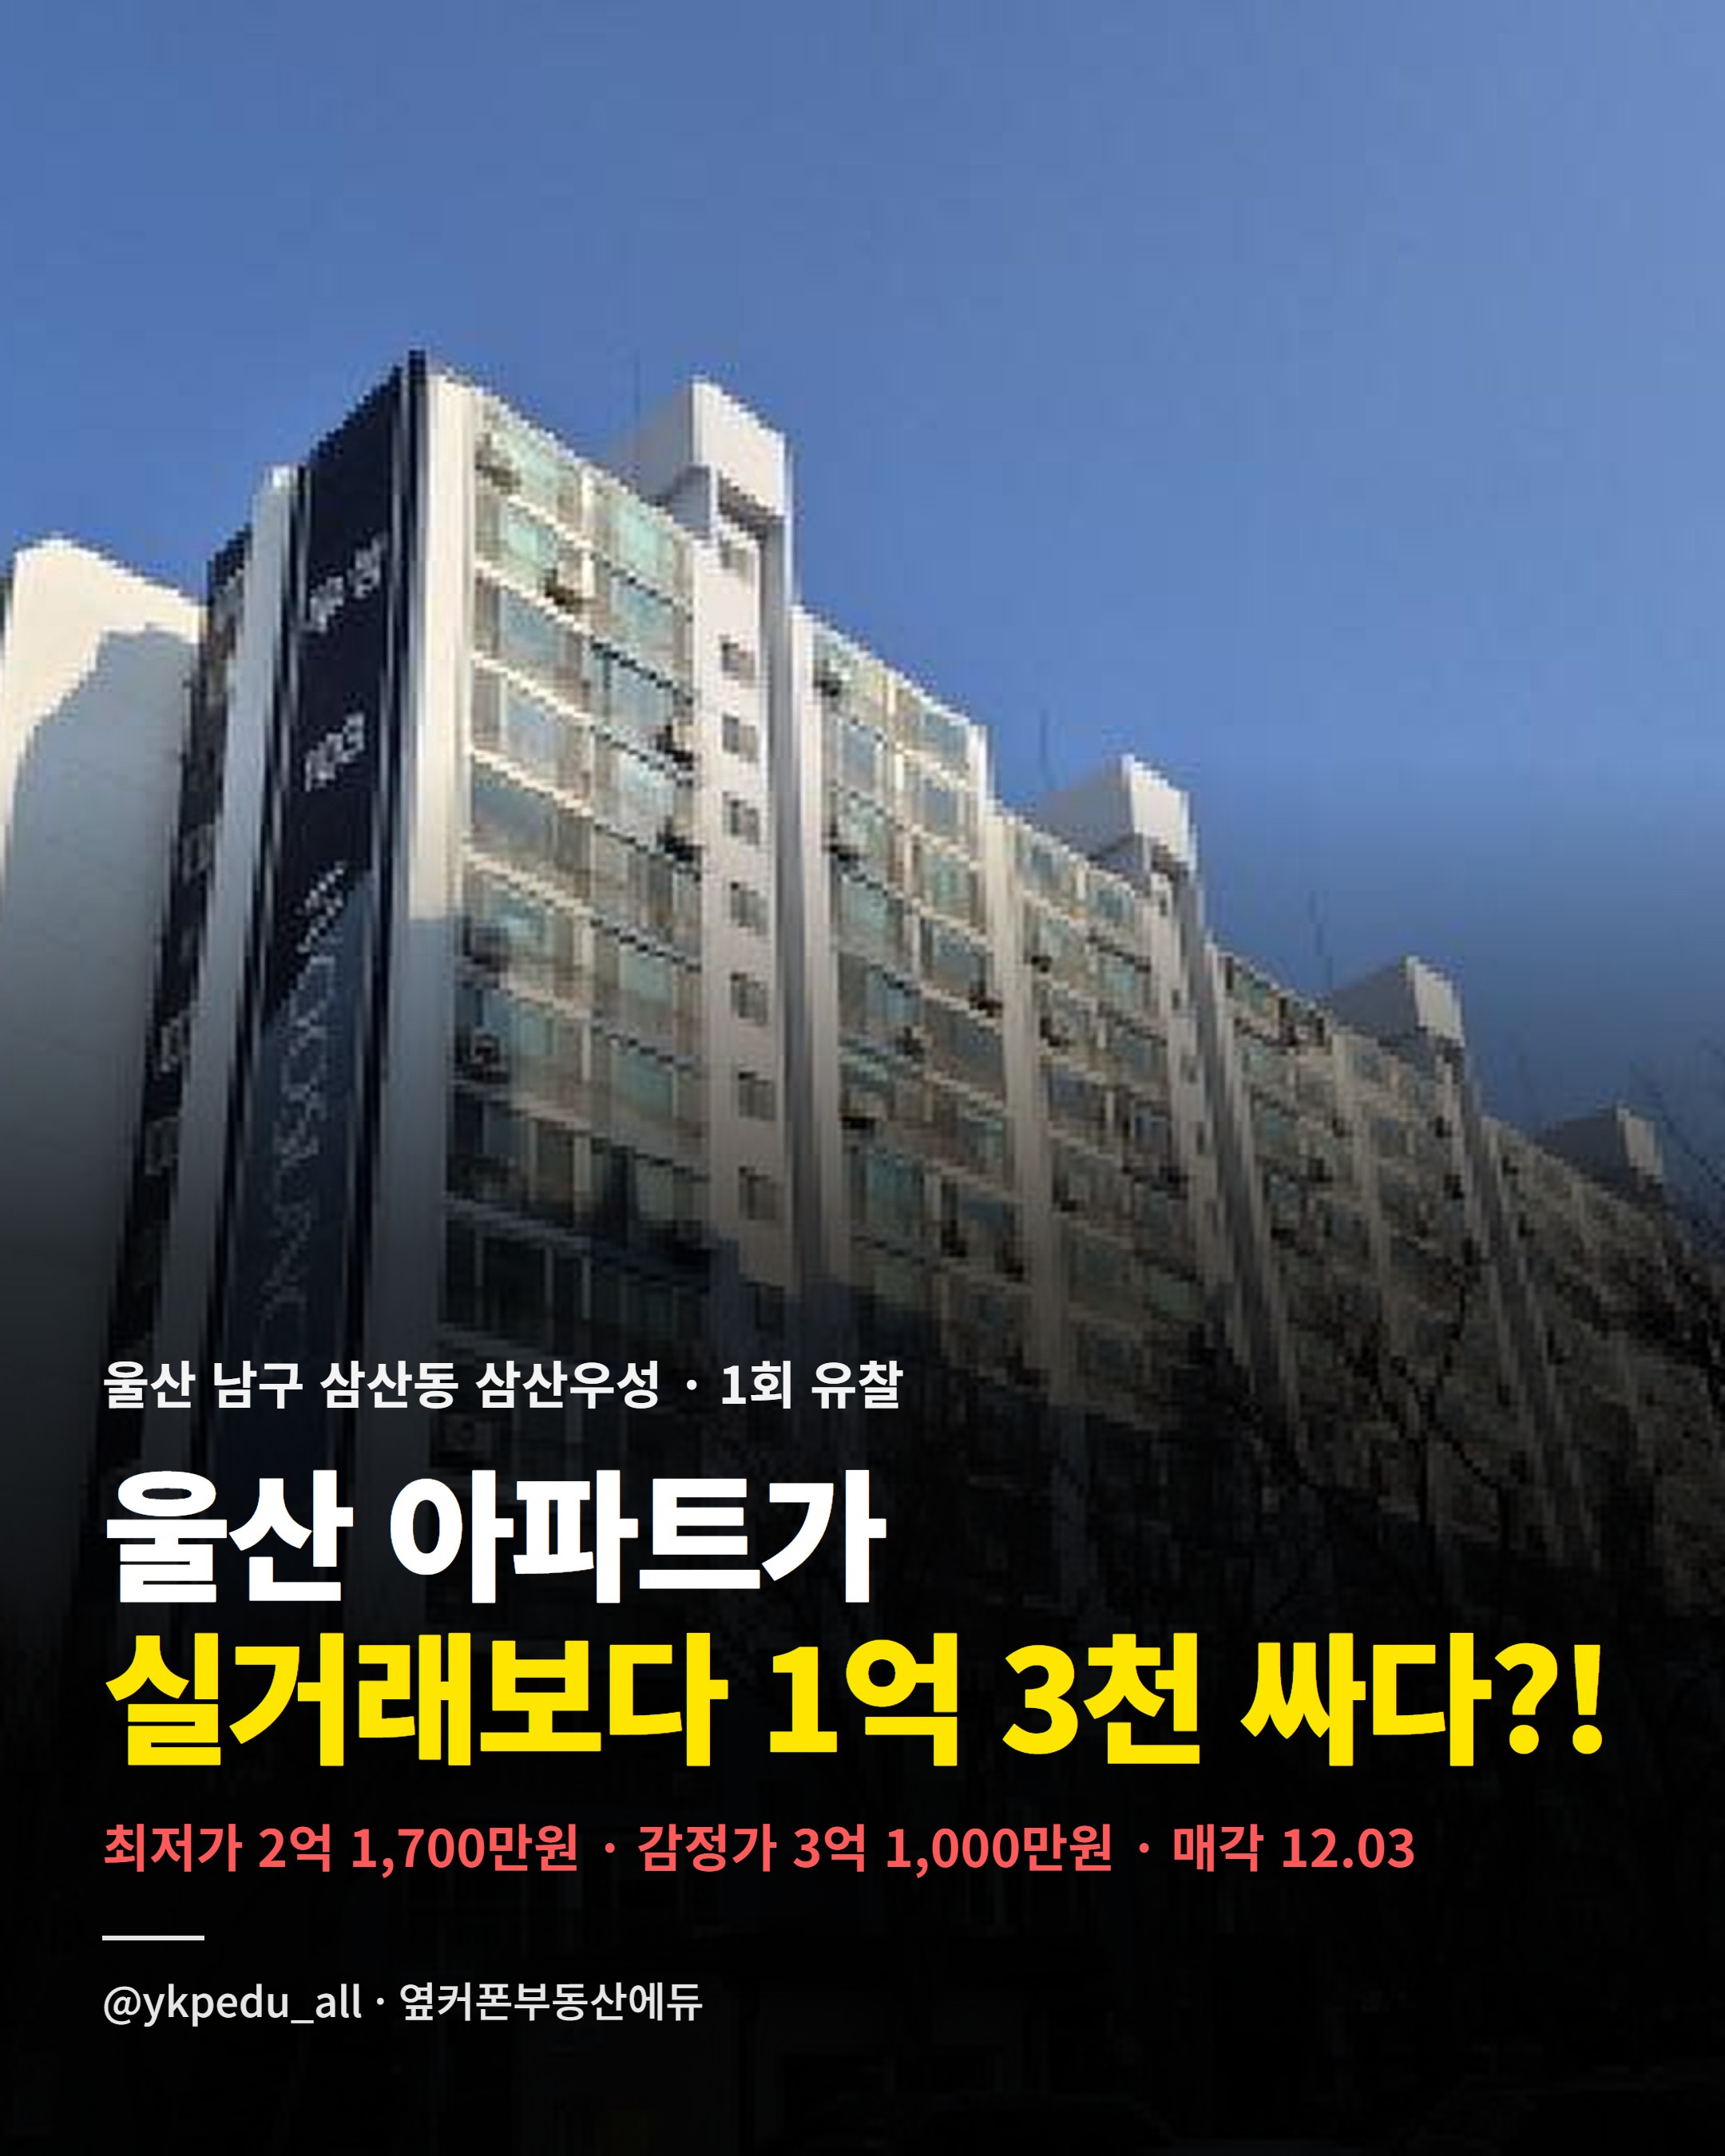 울산 남구 삼산동 삼산우성 · 1회 유찰
울산 아파트가
실거래보다 1억 3천 싸다?!
최저가 2억 1,700만원 · 감정가 3억 1,000만원 · 매각 12.03
@ykpedu_all · 옆커폰부동산에듀